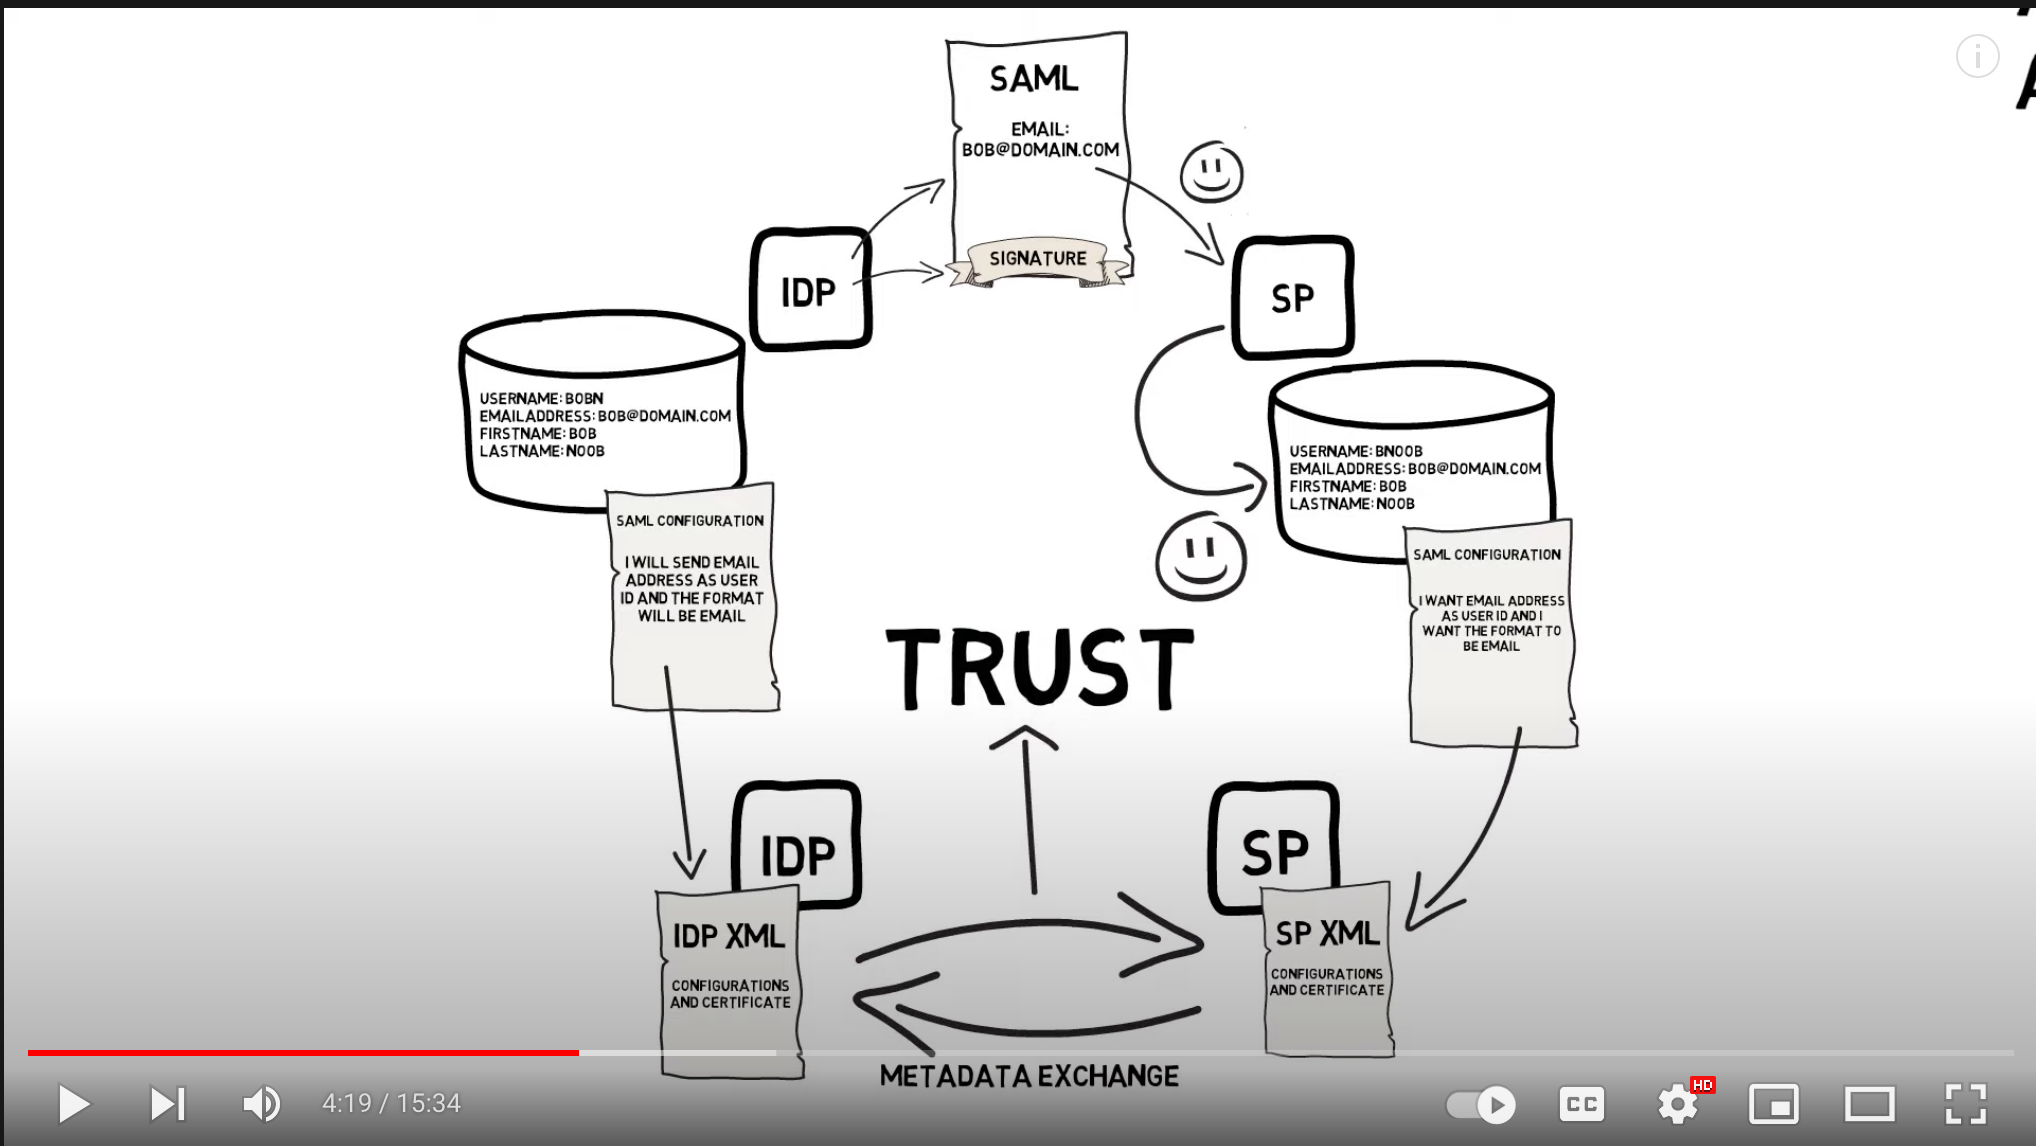 SAML
EMAIL:
BOB@DOMAIN.COM
SIGNATURE
IDP
SP
USERNAME: BOBN
EMAILADDRESS: BOB@DOMAIN.COM
FIRSTNAME: BOB
LASTNAME: NOOB
USERNAME: BNOOB
EMAILADDRESS: BOB@DOMAIN.COM
FIRSTNAME: BOB
LASTNAME: NOOB
SAML CONFIGURATION
I WILL SEND EMAIL
ADDRESS AS USER
ID AND THE FORMAT
WILL BE EMAIL
SAML CONFIGURATION
I WANT EMAIL ADDRESS
AS USER ID AND I
WANT THE FORMAT TO
BE EMAIL
TRUST
IDP
SP
IDP XML
CONFIGURATIONS
AND CERTIFICATE
SP XML
CONFIGURATIONS
AND CERTIFICATE
METADATA EXCHANGE
4:19 / 15:34
CC
HD